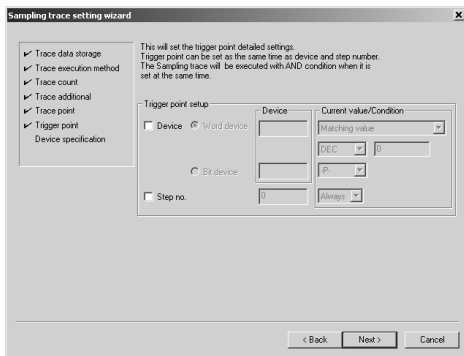 Sampling trace setting wizard
Trace data storage
Trace execution method
Trace count
Trace additional
Trace point
Trigger point
Device specification
This will set the trigger point detailed settings.
Trigger point can be set as the same time as device and step number.
The Sampling trace will be executed with AND condition when it is
set at the same time.
Trigger point setup
Device
Current value/Condition
Device
Word device
Matching value
DEC
0
Bit device
-P-
Step no.
0
Always
< Back
Next >
Cancel